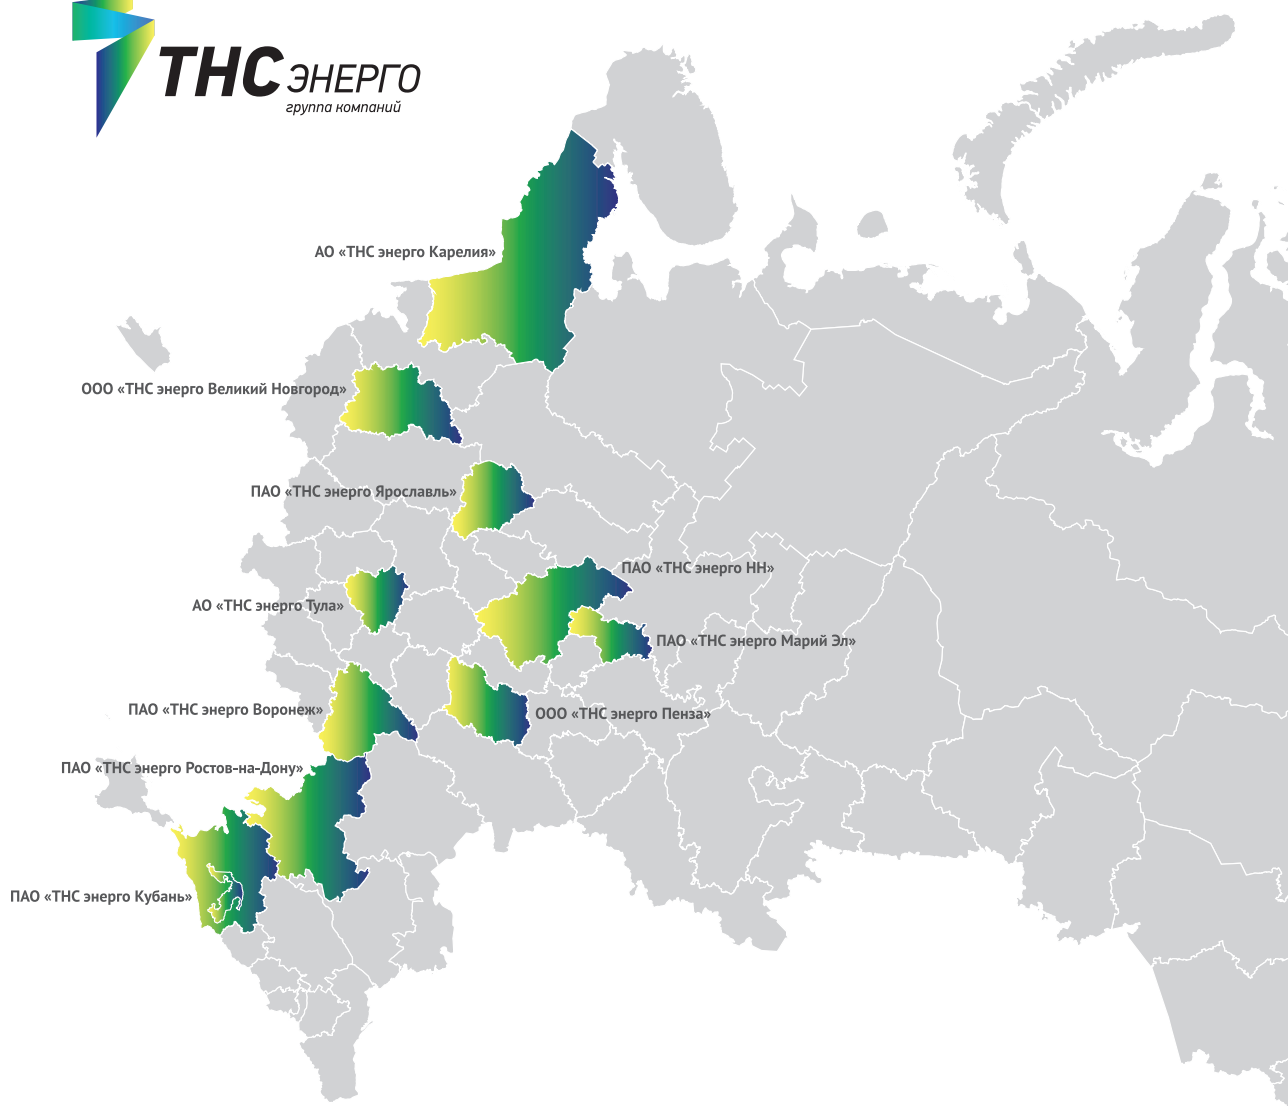 ТНС ЭНЕРГО
группа компаний
АО «ТНС энерго Карелия»
ООО «ТНС энерго Великий Новгород»
ПАО «ТНС энерго Ярославль»
ПАО «ТНС энерго НН»
АО «ТНС энерго Тула»
ПАО «ТНС энерго Марий Эл»
ПАО «ТНС энерго Воронеж»
ООО «ТНС энерго Пенза»
ПАО «ТНС энерго Ростов-на-Дону»
ПАО «ТНС энерго Кубань»